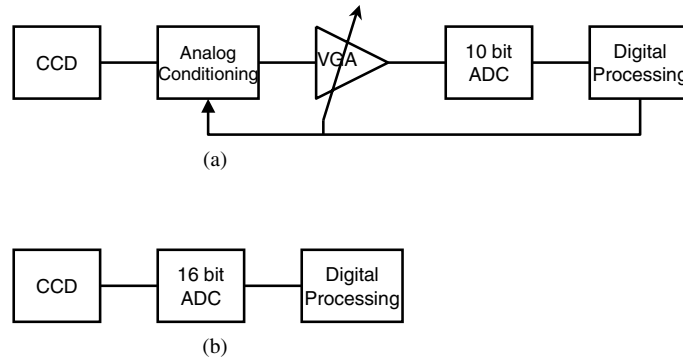 CCD
Analog
Conditioning
VGA
10 bit
ADC
Digital
Processing
(a)
CCD
16 bit
ADC
Digital
Processing
(b)